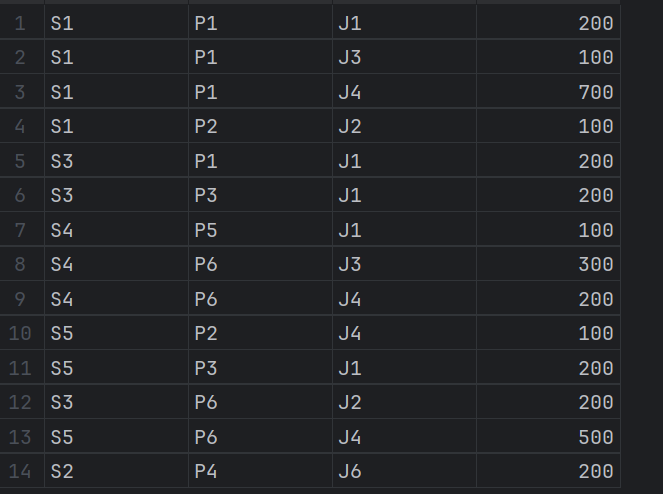 1 S1 P1 J1 200
2 S1 P1 J3 100
3 S1 P1 J4 700
4 S1 P2 J2 100
5 S3 P1 J1 200
6 S3 P3 J1 200
7 S4 P5 J1 100
8 S4 P6 J3 300
9 S4 P6 J4 200
10 S5 P2 J4 100
11 S5 P3 J1 200
12 S3 P6 J2 200
13 S5 P6 J4 500
14 S2 P4 J6 200